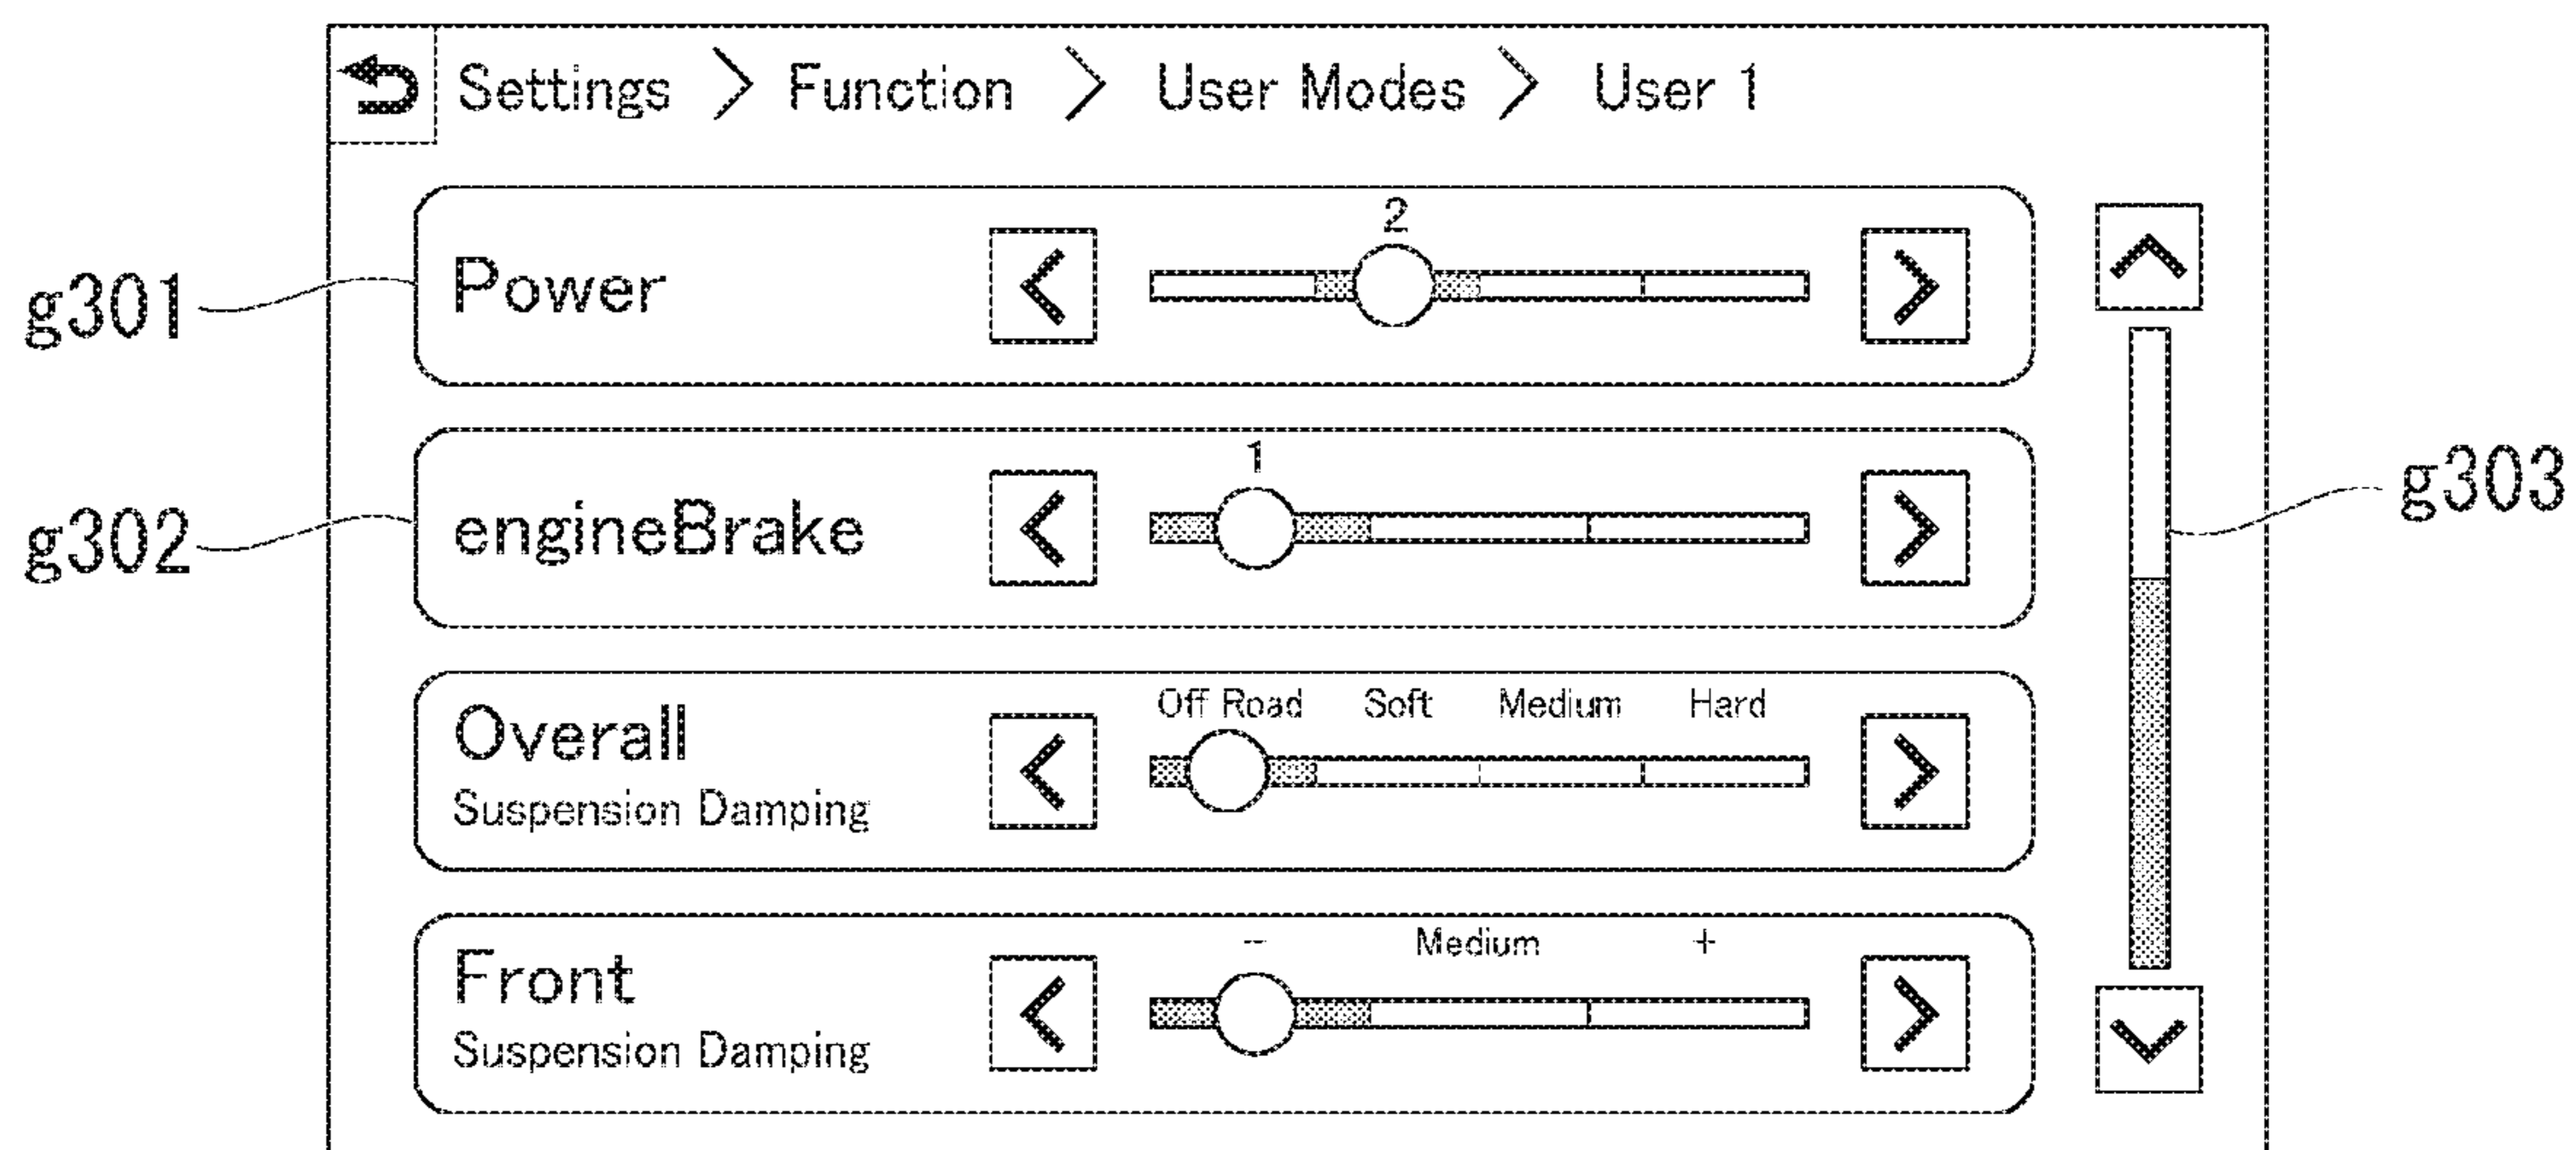 Settings > Function > User Modes > User 1
2
g301 Power
1
g302 engineBrake
g303
Off Road Soft Medium Hard
Overall
Suspension Damping
− Medium +
Front
Suspension Damping